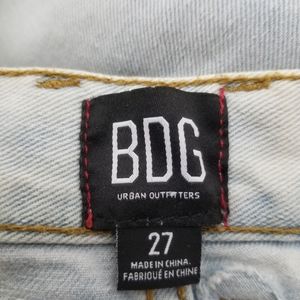 BDG
URBAN OUTFITTERS
27
MADE IN CHINA.
FABRIQUÉ EN CHINE